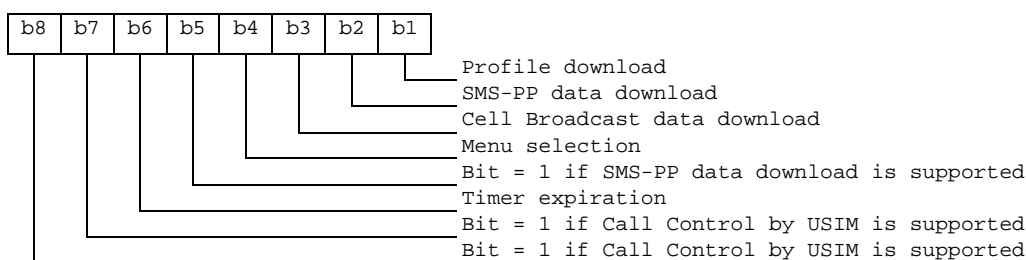 b8 b7 b6 b5 b4 b3 b2 b1
Profile download
SMS-PP data download
Cell Broadcast data download
Menu selection
Bit = 1 if SMS-PP data download is supported
Timer expiration
Bit = 1 if Call Control by USIM is supported
Bit = 1 if Call Control by USIM is supported